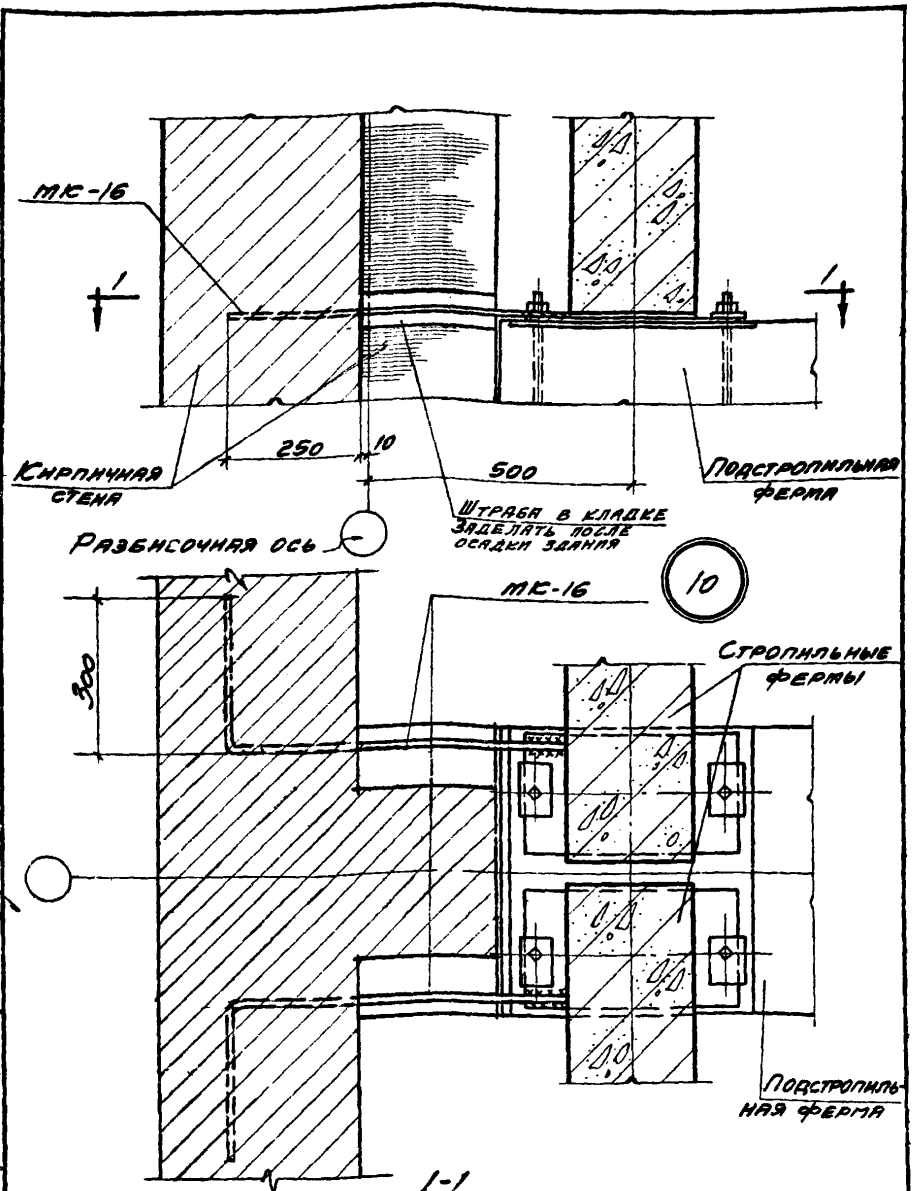 МК-16
1
1
250
10
500
КИРПИЧНАЯ
СТЕНА
ПОДСТРОПИЛЬНАЯ
ФЕРМА
ШТРАБА В КЛАДКЕ
ЗАДЕЛАТЬ ПОСЛЕ
ОСАДКИ ЗДАНИЯ
РАЗБИВОЧНАЯ ОСЬ
10
МК-16
СТРОПИЛЬНЫЕ
ФЕРМЫ
300
ПОДСТРОПИЛЬ-
НАЯ ФЕРМА
1-1